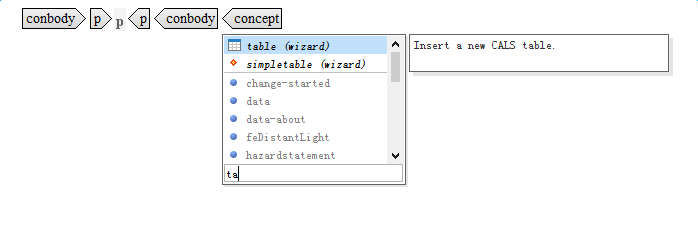 conbody p p p conbody concept
table (wizard)
Insert a new CALS table.
simpletable (wizard)
change-started
data
data-about
feDistantLight
hazardstatement
ta